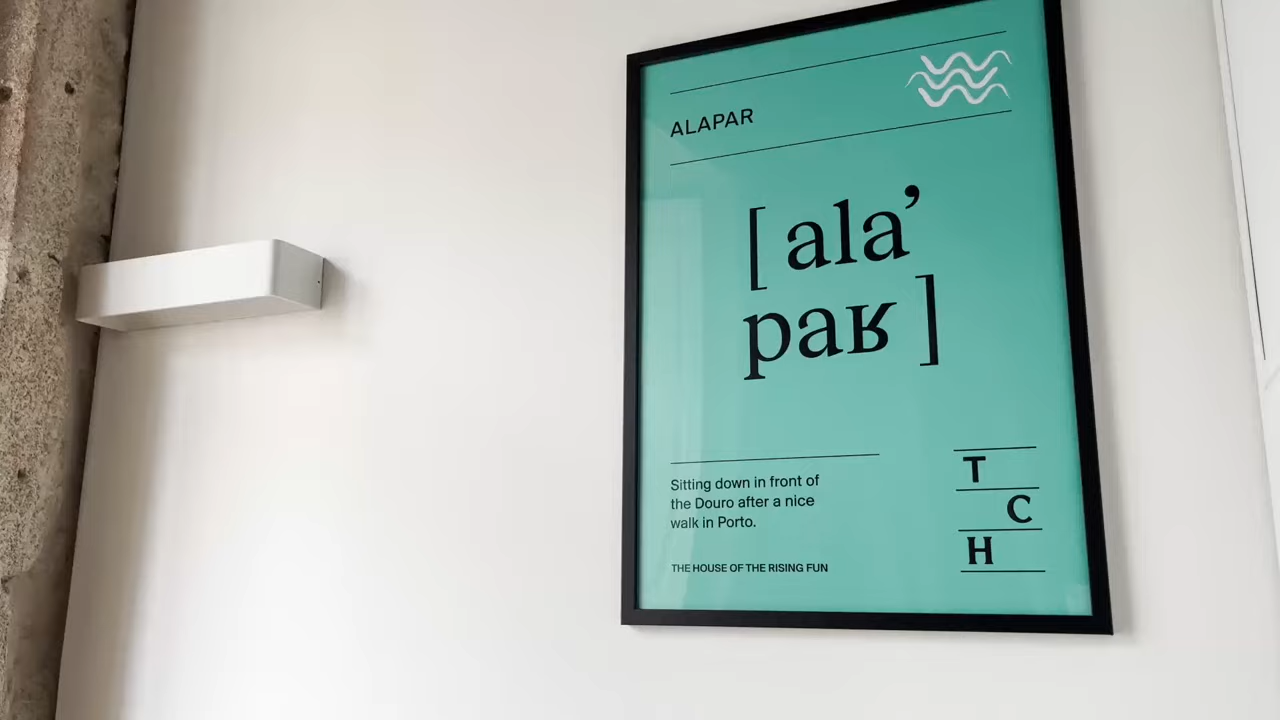 ALAPAR
[ ala’
paʁ ]
Sitting down in front of
the Douro after a nice
walk in Porto.
THE HOUSE OF THE RISING FUN
T
C
H